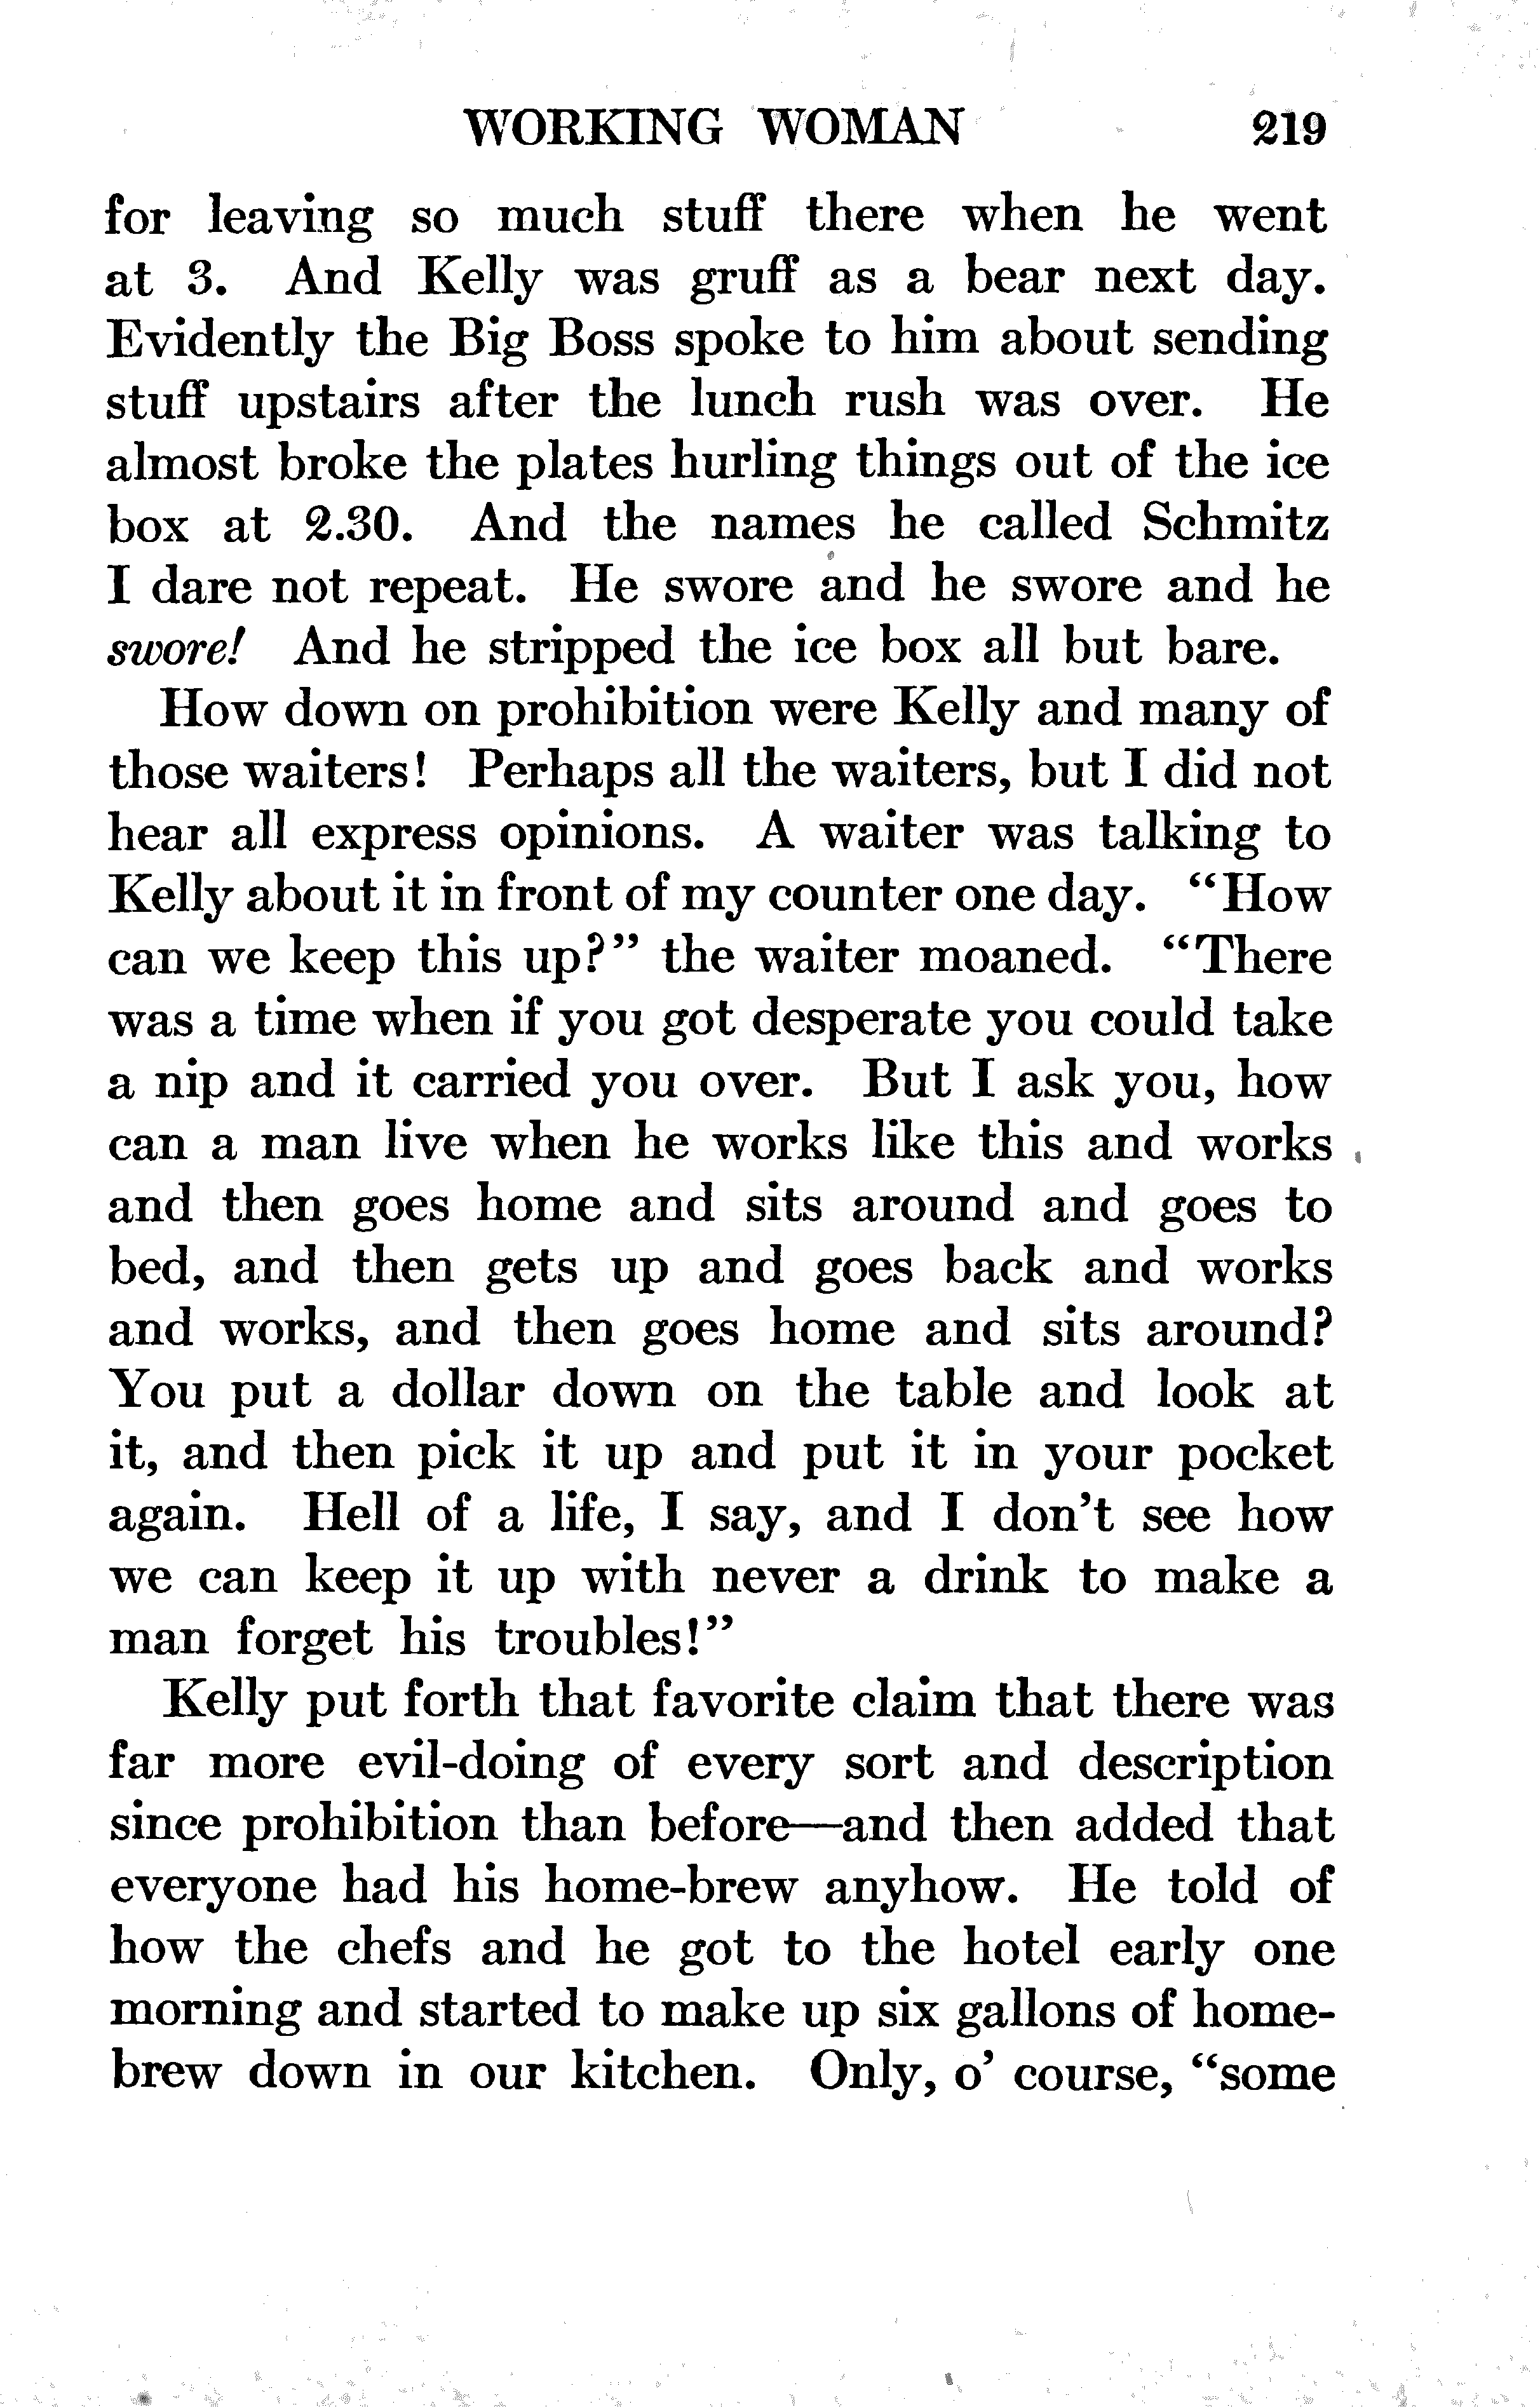 WORKING WOMAN 219
for leaving so much stuff there when he went
at 3. And Kelly was gruff as a bear next day.
Evidently the Big Boss spoke to him about sending
stuff upstairs after the lunch rush was over. He
almost broke the plates hurling things out of the ice
box at 2.30. And the names he called Schmitz
I dare not repeat. He swore and he swore and he
swore! And he stripped the ice box all but bare.
How down on prohibition were Kelly and many of
those waiters! Perhaps all the waiters, but I did not
hear all express opinions. A waiter was talking to
Kelly about it in front of my counter one day. “How
can we keep this up?” the waiter moaned. “There
was a time when if you got desperate you could take
a nip and it carried you over. But I ask you, how
can a man live when he works like this and works
and then goes home and sits around and goes to
bed, and then gets up and goes back and works
and works, and then goes home and sits around?
You put a dollar down on the table and look at
it, and then pick it up and put it in your pocket
again. Hell of a life, I say, and I don’t see how
we can keep it up with never a drink to make a
man forget his troubles!”
Kelly put forth that favorite claim that there was
far more evil-doing of every sort and description
since prohibition than before—and then added that
everyone had his home-brew anyhow. He told of
how the chefs and he got to the hotel early one
morning and started to make up six gallons of home-
brew down in our kitchen. Only, o’ course, “some